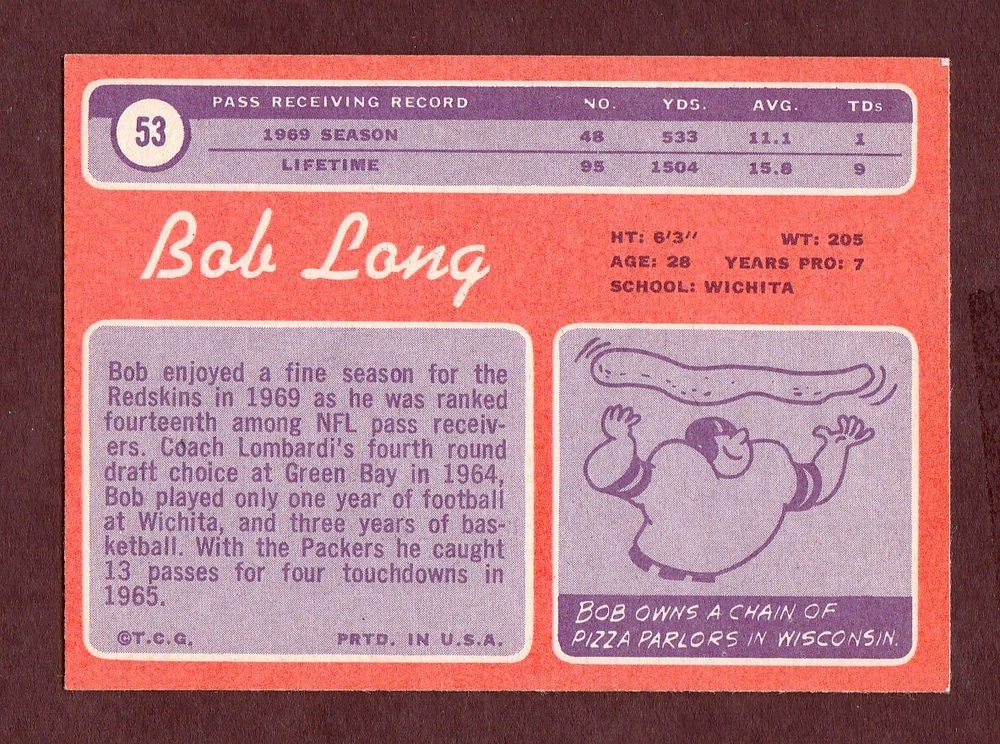 53
PASS RECEIVING RECORD NO. YDS. AVG. TDs
1969 SEASON 48 533 11.1 1
LIFETIME 95 1504 15.8 9
Bob Long
HT: 6'3" WT: 205
AGE: 28 YEARS PRO: 7
SCHOOL: WICHITA
Bob enjoyed a fine season for the
Redskins in 1969 as he was ranked
fourteenth among NFL pass receiv-
ers. Coach Lombardi's fourth round
draft choice at Green Bay in 1964,
Bob played only one year of football
at Wichita, and three years of bas-
ketball. With the Packers he caught
13 passes for four touchdowns in
1965.
©T.C.G. PRTD. IN U.S.A.
BOB OWNS A CHAIN OF
PIZZA PARLORS IN WISCONSIN.